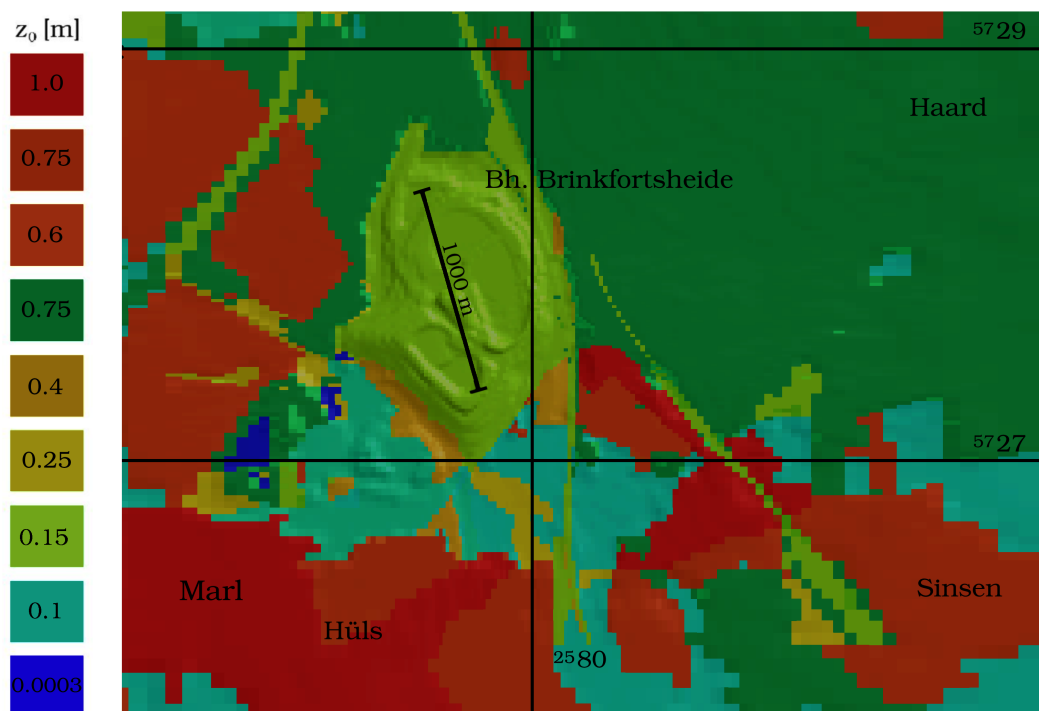 z₀ [m]
1.0
0.75
0.6
0.75
0.4
0.25
0.15
0.1
0.0003
⁵⁷29
Haard
Bh. Brinkfortsheide
1000 m
⁵⁷27
Marl
Hüls
Sinsen
²⁵80